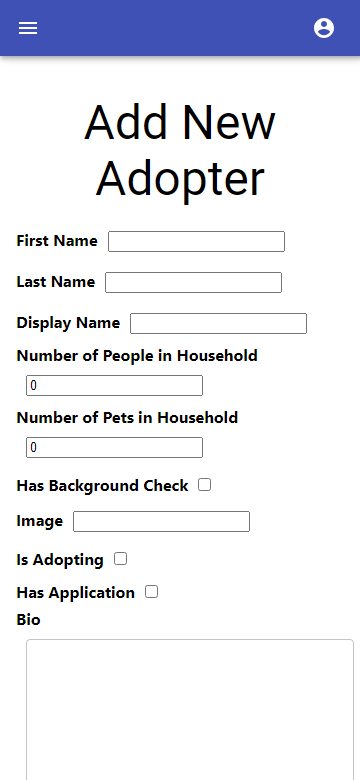 Add New
Adopter
First Name
Last Name
Display Name
Number of People in Household
0
Number of Pets in Household
0
Has Background Check
Image
Is Adopting
Has Application
Bio